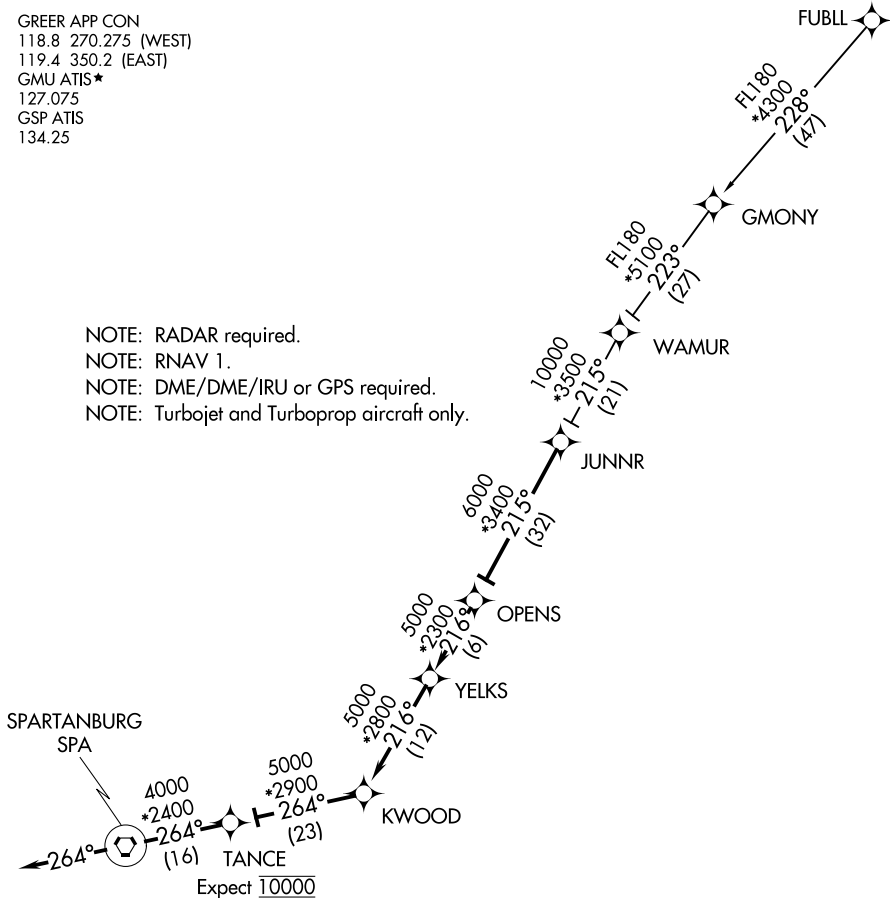 GREER APP CON
118.8 270.275 (WEST)
119.4 350.2 (EAST)
GMU ATIS★
127.075
GSP ATIS
134.25
FUBLL
FL180
*4300
228°
(47)
GMONY
FL180
*5100
223°
(27)
WAMUR
NOTE: RADAR required.
NOTE: RNAV 1.
NOTE: DME/DME/IRU or GPS required.
NOTE: Turbojet and Turboprop aircraft only.
10000
*3500
215°
(21)
JUNNR
6000
*3400
215°
(32)
OPENS
5000
*2300
216°
(6)
YELKS
5000
*2800
216°
(12)
KWOOD
5000
*2900
264°
(23)
TANCE
Expect 10000
4000
*2400
264°
(16)
SPARTANBURG
SPA
264°